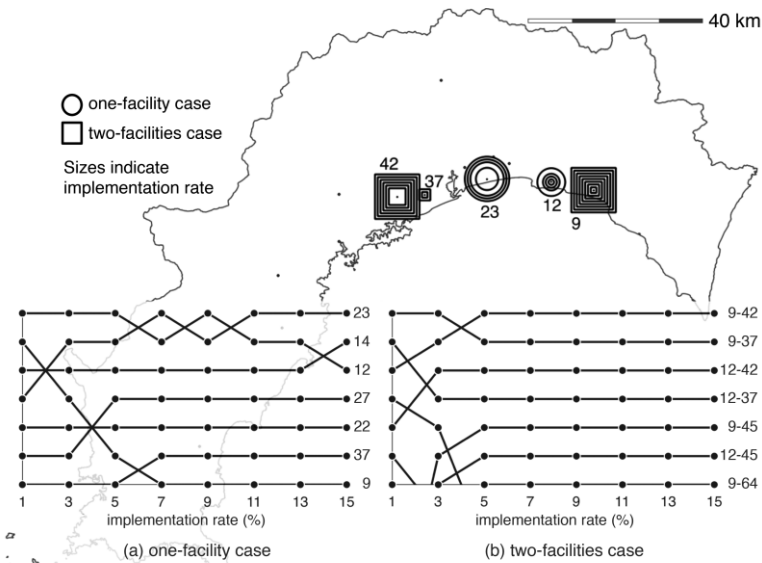 40 km
one-facility case
two-facilities case
Sizes indicate
implementation rate
42
37
23
12
9
23
14
12
27
22
37
9
1 3 5 7 9 11 13 15
implementation rate (%)
(a) one-facility case
9-42
9-37
12-42
12-37
9-45
12-45
9-64
1 3 5 7 9 11 13 15
implementation rate (%)
(b) two-facilities case